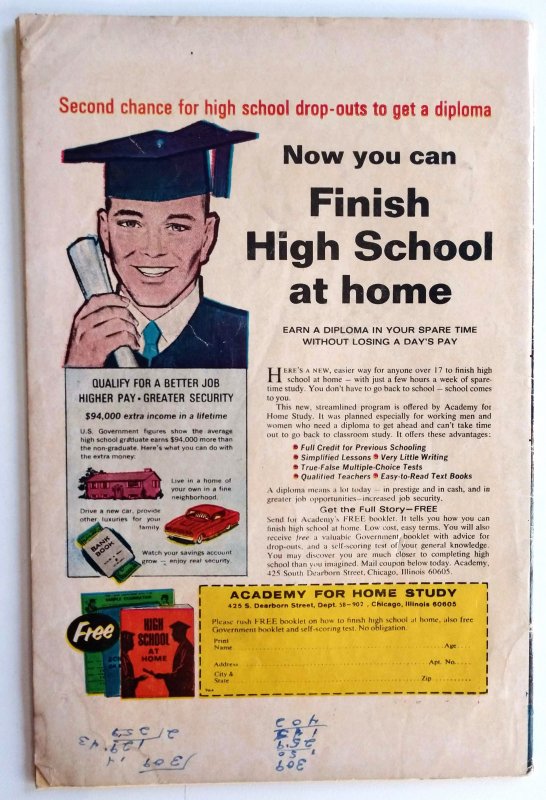 Second chance for high school drop-outs to get a diploma
Now you can
Finish
High School
at home
EARN A DIPLOMA IN YOUR SPARE TIME
WITHOUT LOSING A DAY'S PAY
HERE'S A NEW, easier way for anyone over 17 to finish high
school at home — with just a few hours a week of spare-
time study. You don't have to go back to school — school comes
to you.
This new, streamlined program is offered by Academy for
Home Study. It was planned especially for working men and
women who need a diploma to get ahead and can't take time
out to go back to classroom study. It offers these advantages:
• Full Credit for Previous Schooling
• Simplified Lessons • Very Little Writing
• True-False Multiple-Choice Tests
• Qualified Teachers • Easy-to-Read Text Books
A diploma means a lot today — in prestige and in cash, and in
greater job opportunities—increased job security.
Get the Full Story—FREE
Send for Academy's FREE booklet. It tells you how you can
finish high school at home. Low cost, easy terms. You will also
receive free a valuable Government booklet with advice for
drop-outs, and a self-scoring test of your general knowledge.
You may discover you are much closer to completing high
school than you imagined. Mail coupon below today. Academy,
425 South Dearborn Street, Chicago, Illinois 60605.
QUALIFY FOR A BETTER JOB
HIGHER PAY • GREATER SECURITY
$94,000 extra income in a lifetime
U.S. Government figures show the average
high school graduate earns $94,000 more than
the non-graduate. Here's what you can do with
the extra money:
Live in a home of
your own in a fine
neighborhood.
Drive a new car, provide
other luxuries for your
family.
BANK
BOOK
Watch your savings account
grow — enjoy real security.
Free
HIGH
SCHOOL
AT
HOME
ACADEMY FOR HOME STUDY
425 S. Dearborn Street, Dept. 58-902, Chicago, Illinois 60605
Please rush FREE booklet on how to finish high school at home, also free
Government booklet and self-scoring test. No obligation.
Print
Name Age
Address Apt. No.
City &
State Zip
309
259
402
309
259